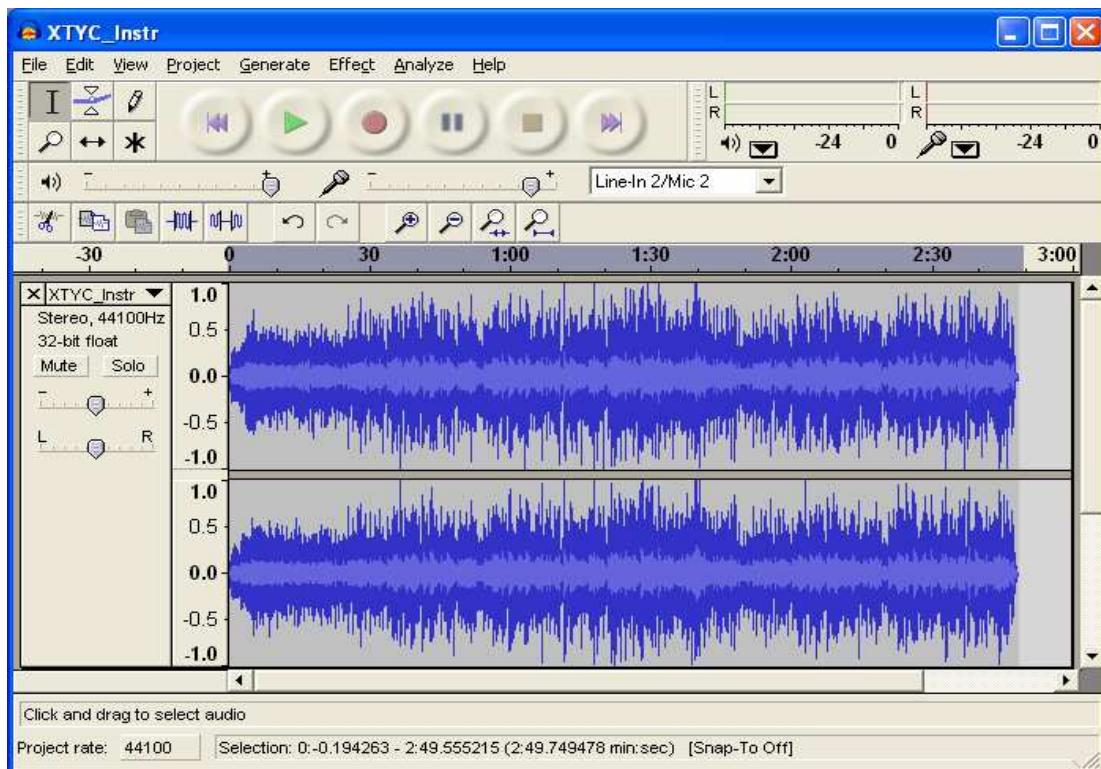 XTYC_Instr
File Edit View Project Generate Effect Analyze Help
L L
R R
-24 0 -24 0
- + - + Line-In 2/Mic 2
-30 0 30 1:00 1:30 2:00 2:30 3:00
XTYC_Instr
Stereo, 44100Hz
32-bit float
Mute Solo
- +
L R
1.0
0.5
0.0
-0.5
-1.0
1.0
0.5
0.0
-0.5
-1.0
Click and drag to select audio
Project rate: 44100 Selection: 0:-0.194263 - 2:49.555215 (2:49.749478 min:sec) [Snap-To Off]